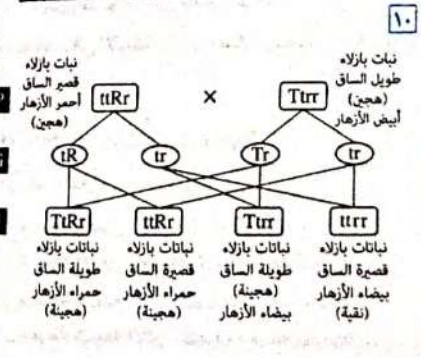 ١٠
نبات بازلاء
قصير الساق
أحمر الأزهار
(هجين)
ttRr
×
Ttrr
نبات بازلاء
طويل الساق
(هجين)
أبيض الأزهار
tR
tr
Tr
tr
TtRr
ttRr
Ttrr
ttrr
نباتات بازلاء
طويلة الساق
حمراء الأزهار
(هجينة)
نباتات بازلاء
قصيرة الساق
حمراء الأزهار
(هجينة)
نباتات بازلاء
طويلة الساق
(هجينة)
بيضاء الأزهار
نباتات بازلاء
قصيرة الساق
بيضاء الأزهار
(نقية)